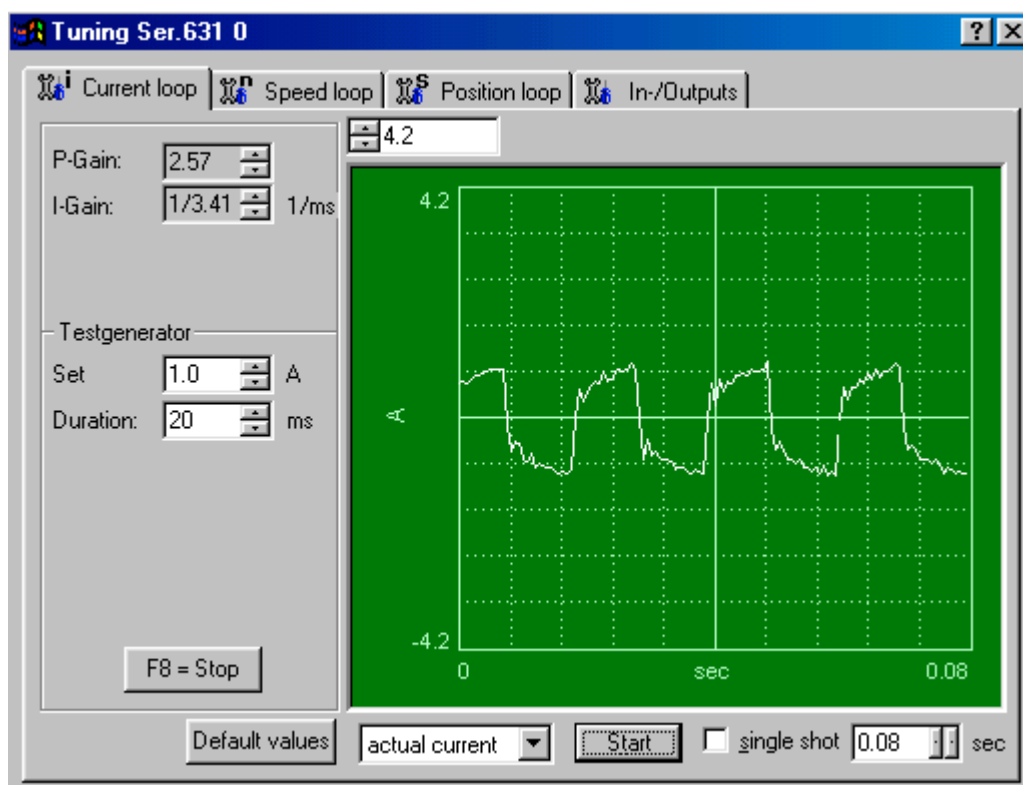 Tuning Ser.631 0
i Current loop
n Speed loop
s Position loop
In-/Outputs
P-Gain: 2.57
I-Gain: 1/3.41 1/ms
Testgenerator
Set 1.0 A
Duration: 20 ms
F8 = Stop
4.2
4.2
A
-4.2
0 sec 0.08
Default values
actual current
Start
single shot 0.08 sec